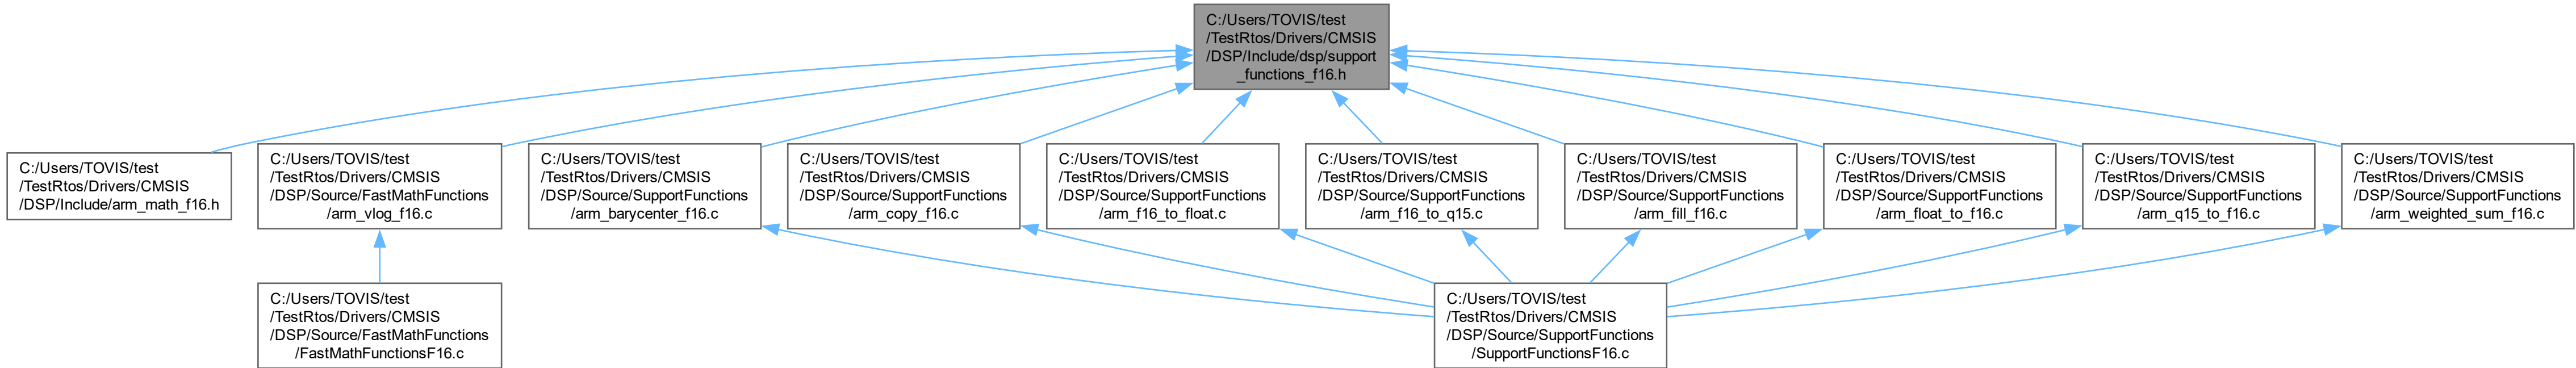 C:/Users/TOVIS/test
/TestRtos/Drivers/CMSIS
/DSP/Include/dsp/support
_functions_f16.h
C:/Users/TOVIS/test
/TestRtos/Drivers/CMSIS
/DSP/Include/arm_math_f16.h
C:/Users/TOVIS/test
/TestRtos/Drivers/CMSIS
/DSP/Source/FastMathFunctions
/arm_vlog_f16.c
C:/Users/TOVIS/test
/TestRtos/Drivers/CMSIS
/DSP/Source/SupportFunctions
/arm_barycenter_f16.c
C:/Users/TOVIS/test
/TestRtos/Drivers/CMSIS
/DSP/Source/SupportFunctions
/arm_copy_f16.c
C:/Users/TOVIS/test
/TestRtos/Drivers/CMSIS
/DSP/Source/SupportFunctions
/arm_f16_to_float.c
C:/Users/TOVIS/test
/TestRtos/Drivers/CMSIS
/DSP/Source/SupportFunctions
/arm_f16_to_q15.c
C:/Users/TOVIS/test
/TestRtos/Drivers/CMSIS
/DSP/Source/SupportFunctions
/arm_fill_f16.c
C:/Users/TOVIS/test
/TestRtos/Drivers/CMSIS
/DSP/Source/SupportFunctions
/arm_float_to_f16.c
C:/Users/TOVIS/test
/TestRtos/Drivers/CMSIS
/DSP/Source/SupportFunctions
/arm_q15_to_f16.c
C:/Users/TOVIS/test
/TestRtos/Drivers/CMSIS
/DSP/Source/SupportFunctions
/arm_weighted_sum_f16.c
C:/Users/TOVIS/test
/TestRtos/Drivers/CMSIS
/DSP/Source/FastMathFunctions
/FastMathFunctionsF16.c
C:/Users/TOVIS/test
/TestRtos/Drivers/CMSIS
/DSP/Source/SupportFunctions
/SupportFunctionsF16.c